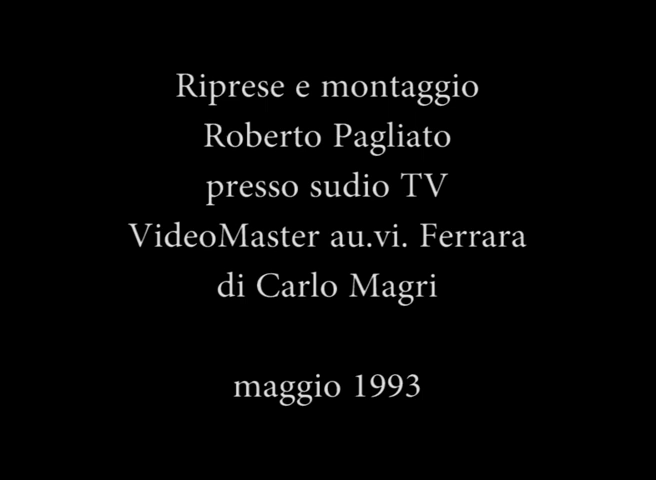 Riprese e montaggio
Roberto Pagliato
presso sudio TV
VideoMaster au.vi. Ferrara
di Carlo Magri
maggio 1993